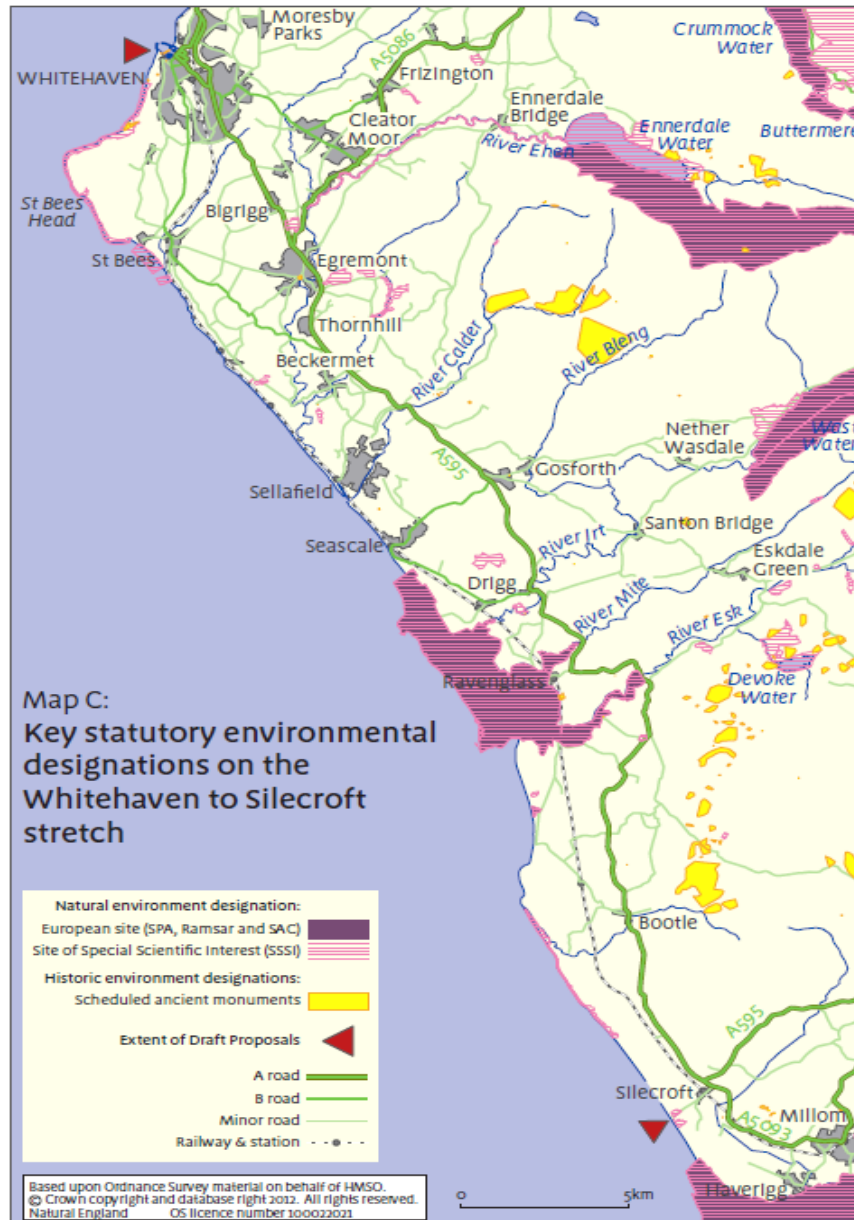 Moresby
Parks
Crummock
Water
A5086
WHITEHAVEN
Frizington
Cleator
Moor
Ennerdale
Bridge
River Ehen
Ennerdale
Water
Buttermere
St Bees
Head
Bigrigg
St Bees
Egremont
Thornhill
Beckermet
River Calder
River Bleng
Nether
Wasdale
Wast
Water
A595
Gosforth
Sellafield
Santon Bridge
Seascale
River Irt
Eskdale
Green
Drigg
River Mite
River Esk
Ravenglass
Devoke
Water
Map C:
Key statutory environmental
designations on the
Whitehaven to Silecroft
stretch
Natural environment designation:
European site (SPA, Ramsar and SAC)
Site of Special Scientific Interest (SSSI)
Historic environment designations:
Scheduled ancient monuments
Extent of Draft Proposals
A road
B road
Minor road
Railway & station
Bootle
A595
Silecroft
A5093
Millom
Haverigg
Based upon Ordnance Survey material on behalf of HMSO.
© Crown copyright and database right 2012. All rights reserved.
Natural England OS licence number 100022021
0 5km